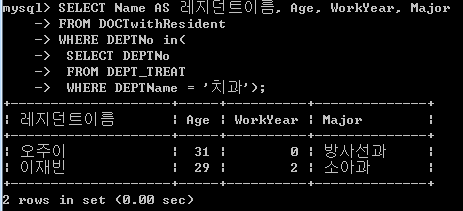 mysql> SELECT Name AS 레지던트이름, Age, WorkYear, Major
-> FROM DOCTwithResident
-> WHERE DEPTNo in(
-> SELECT DEPTNo
-> FROM DEPT_TREAT
-> WHERE DEPTName = '치과');
+--------------+------+----------+------------+
| 레지던트이름 | Age | WorkYear | Major |
+--------------+------+----------+------------+
| 오주이 | 31 | 0 | 방사선과 |
| 이재빈 | 29 | 2 | 소아과 |
+--------------+------+----------+------------+
2 rows in set (0.00 sec)